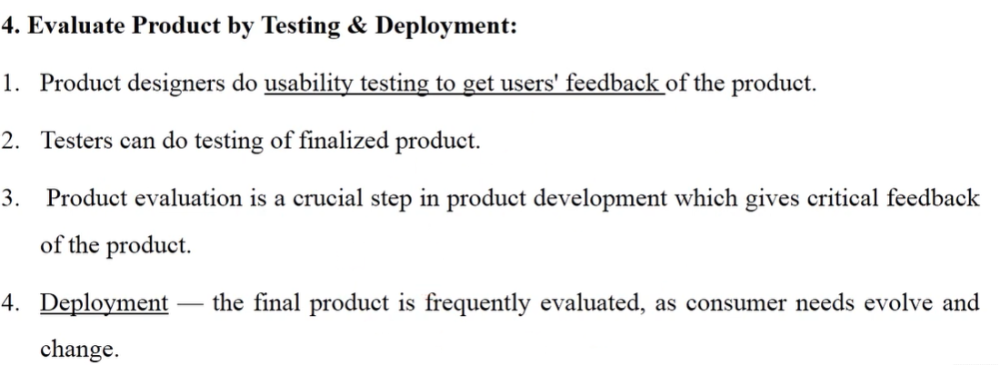 4. Evaluate Product by Testing & Deployment:
1. Product designers do usability testing to get users' feedback of the product.
2. Testers can do testing of finalized product.
3. Product evaluation is a crucial step in product development which gives critical feedback
of the product.
4. Deployment — the final product is frequently evaluated, as consumer needs evolve and
change.